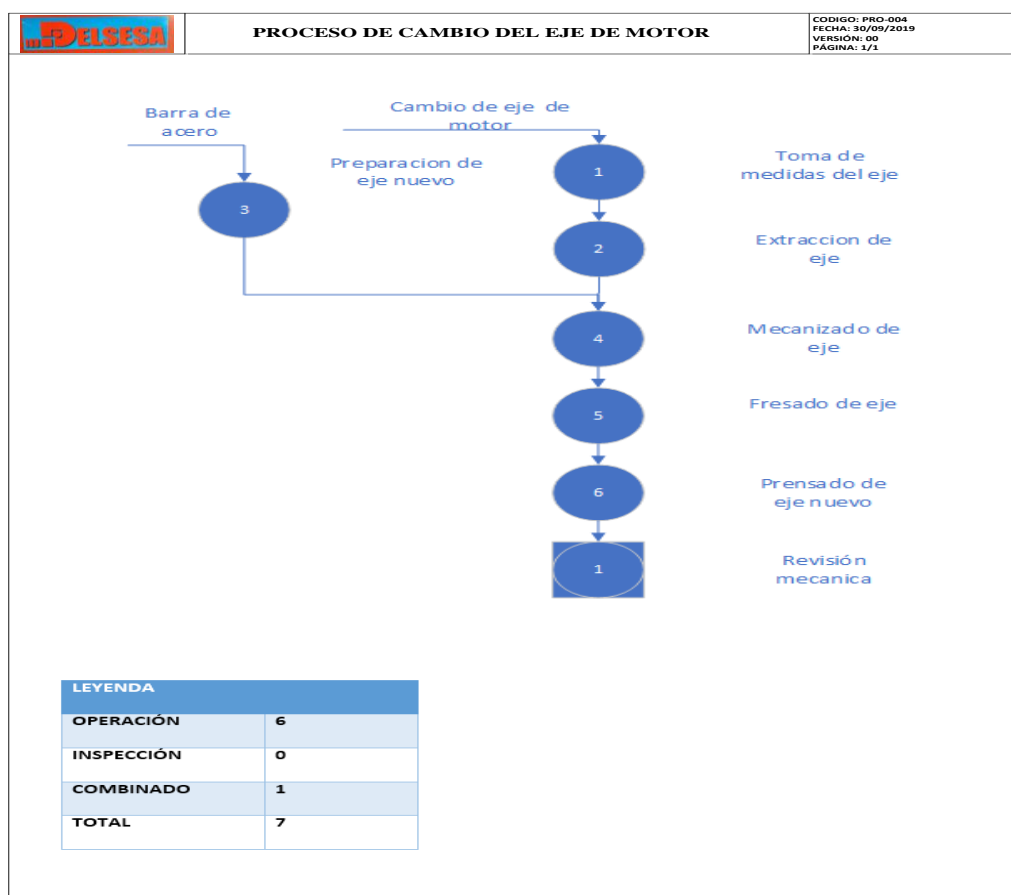 INDELSESA
PROCESO DE CAMBIO DEL EJE DE MOTOR
CODIGO: PRO-004
FECHA: 30/09/2019
VERSIÓN: 00
PÁGINA: 1/1
Barra de
acero
Cambio de eje de
motor
Preparacion de
eje nuevo
3
1
Toma de
medidas del eje
2
Extraccion de
eje
4
Mecanizado de
eje
5
Fresado de eje
6
Prensado de
eje nuevo
1
Revisión
mecanica
LEYENDA
OPERACIÓN 6
INSPECCIÓN 0
COMBINADO 1
TOTAL 7